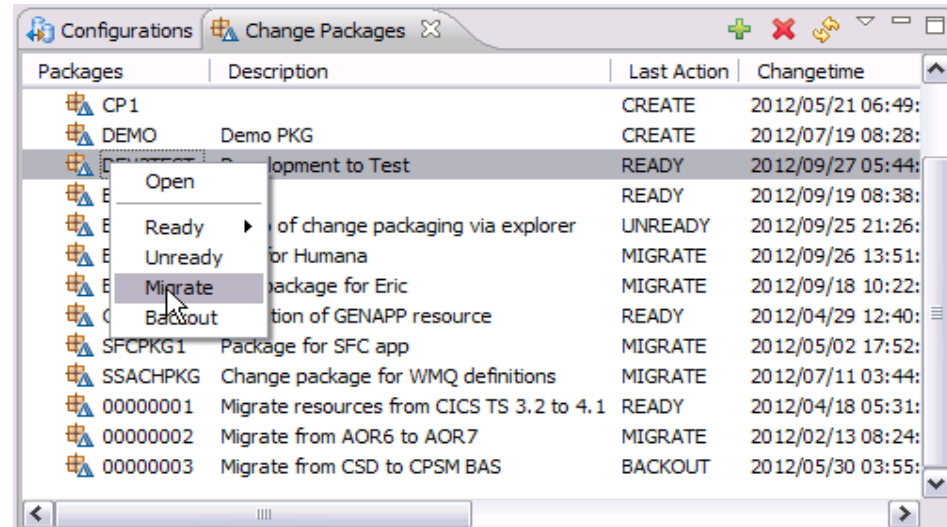 Configurations Change Packages
Packages Description Last Action Changetime
CP1 CREATE 2012/05/21 06:49:
DEMO Demo PKG CREATE 2012/07/19 08:28:
DEV2TEST Development to Test READY 2012/09/27 05:44:
Open
E READY 2012/09/19 08:38:
Ready
E of change packaging via explorer UNREADY 2012/09/25 21:26:
Unready
E for Humana MIGRATE 2012/09/26 13:51:
Migrate
E package for Eric MIGRATE 2012/09/18 10:22:
Backout
G tion of GENAPP resource READY 2012/04/29 12:40:
SFCPKG1 Package for SFC app MIGRATE 2012/05/02 17:52:
SSACHPKG Change package for WMQ definitions MIGRATE 2012/07/11 03:44:
00000001 Migrate resources from CICS TS 3.2 to 4.1 READY 2012/04/18 05:31:
00000002 Migrate from AOR6 to AOR7 MIGRATE 2012/02/13 08:24:
00000003 Migrate from CSD to CPSM BAS BACKOUT 2012/05/30 03:55: